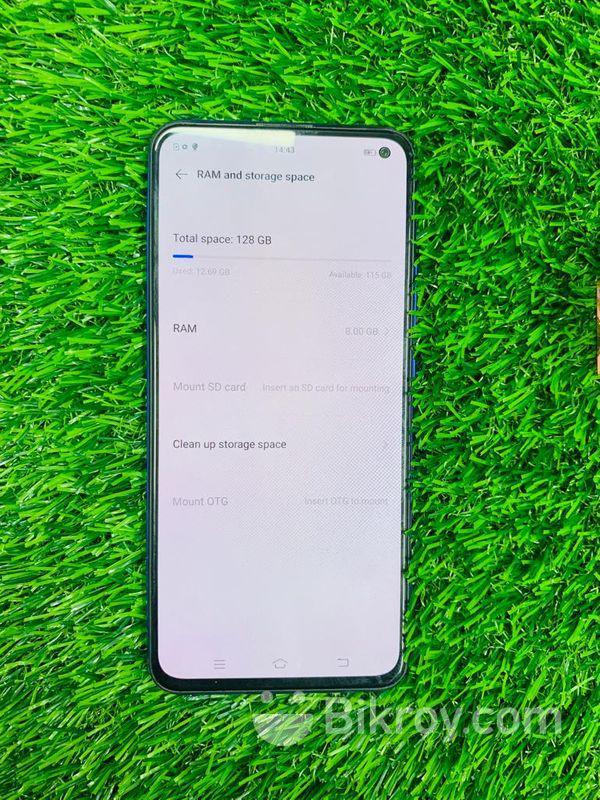 14:43
RAM and storage space
Total space: 128 GB
Used: 12.69 GB Available: 115 GB
RAM 8.00 GB
Mount SD card Insert an SD card for mounting
Clean up storage space
Mount OTG Insert OTG to mount
Bikroy.com